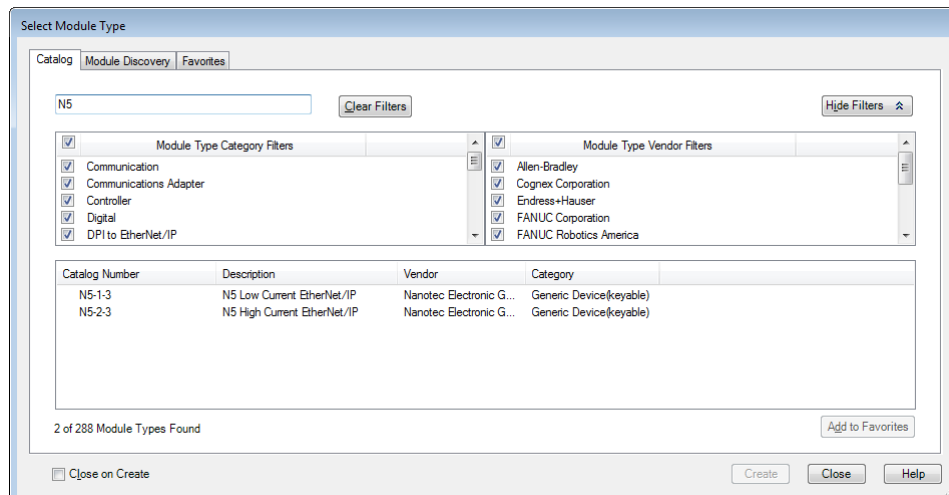 Select Module Type
Catalog Module Discovery Favorites
N5 Clear Filters Hide Filters
Module Type Category Filters Module Type Vendor Filters
Communication Allen-Bradley
Communications Adapter Cognex Corporation
Controller Endress+Hauser
Digital FANUC Corporation
DPI to EtherNet/IP FANUC Robotics America
Catalog Number Description Vendor Category
N5-1-3 N5 Low Current EtherNet/IP Nanotec Electronic G... Generic Device(keyable)
N5-2-3 N5 High Current EtherNet/IP Nanotec Electronic G... Generic Device(keyable)
2 of 288 Module Types Found Add to Favorites
Close on Create Create Close Help